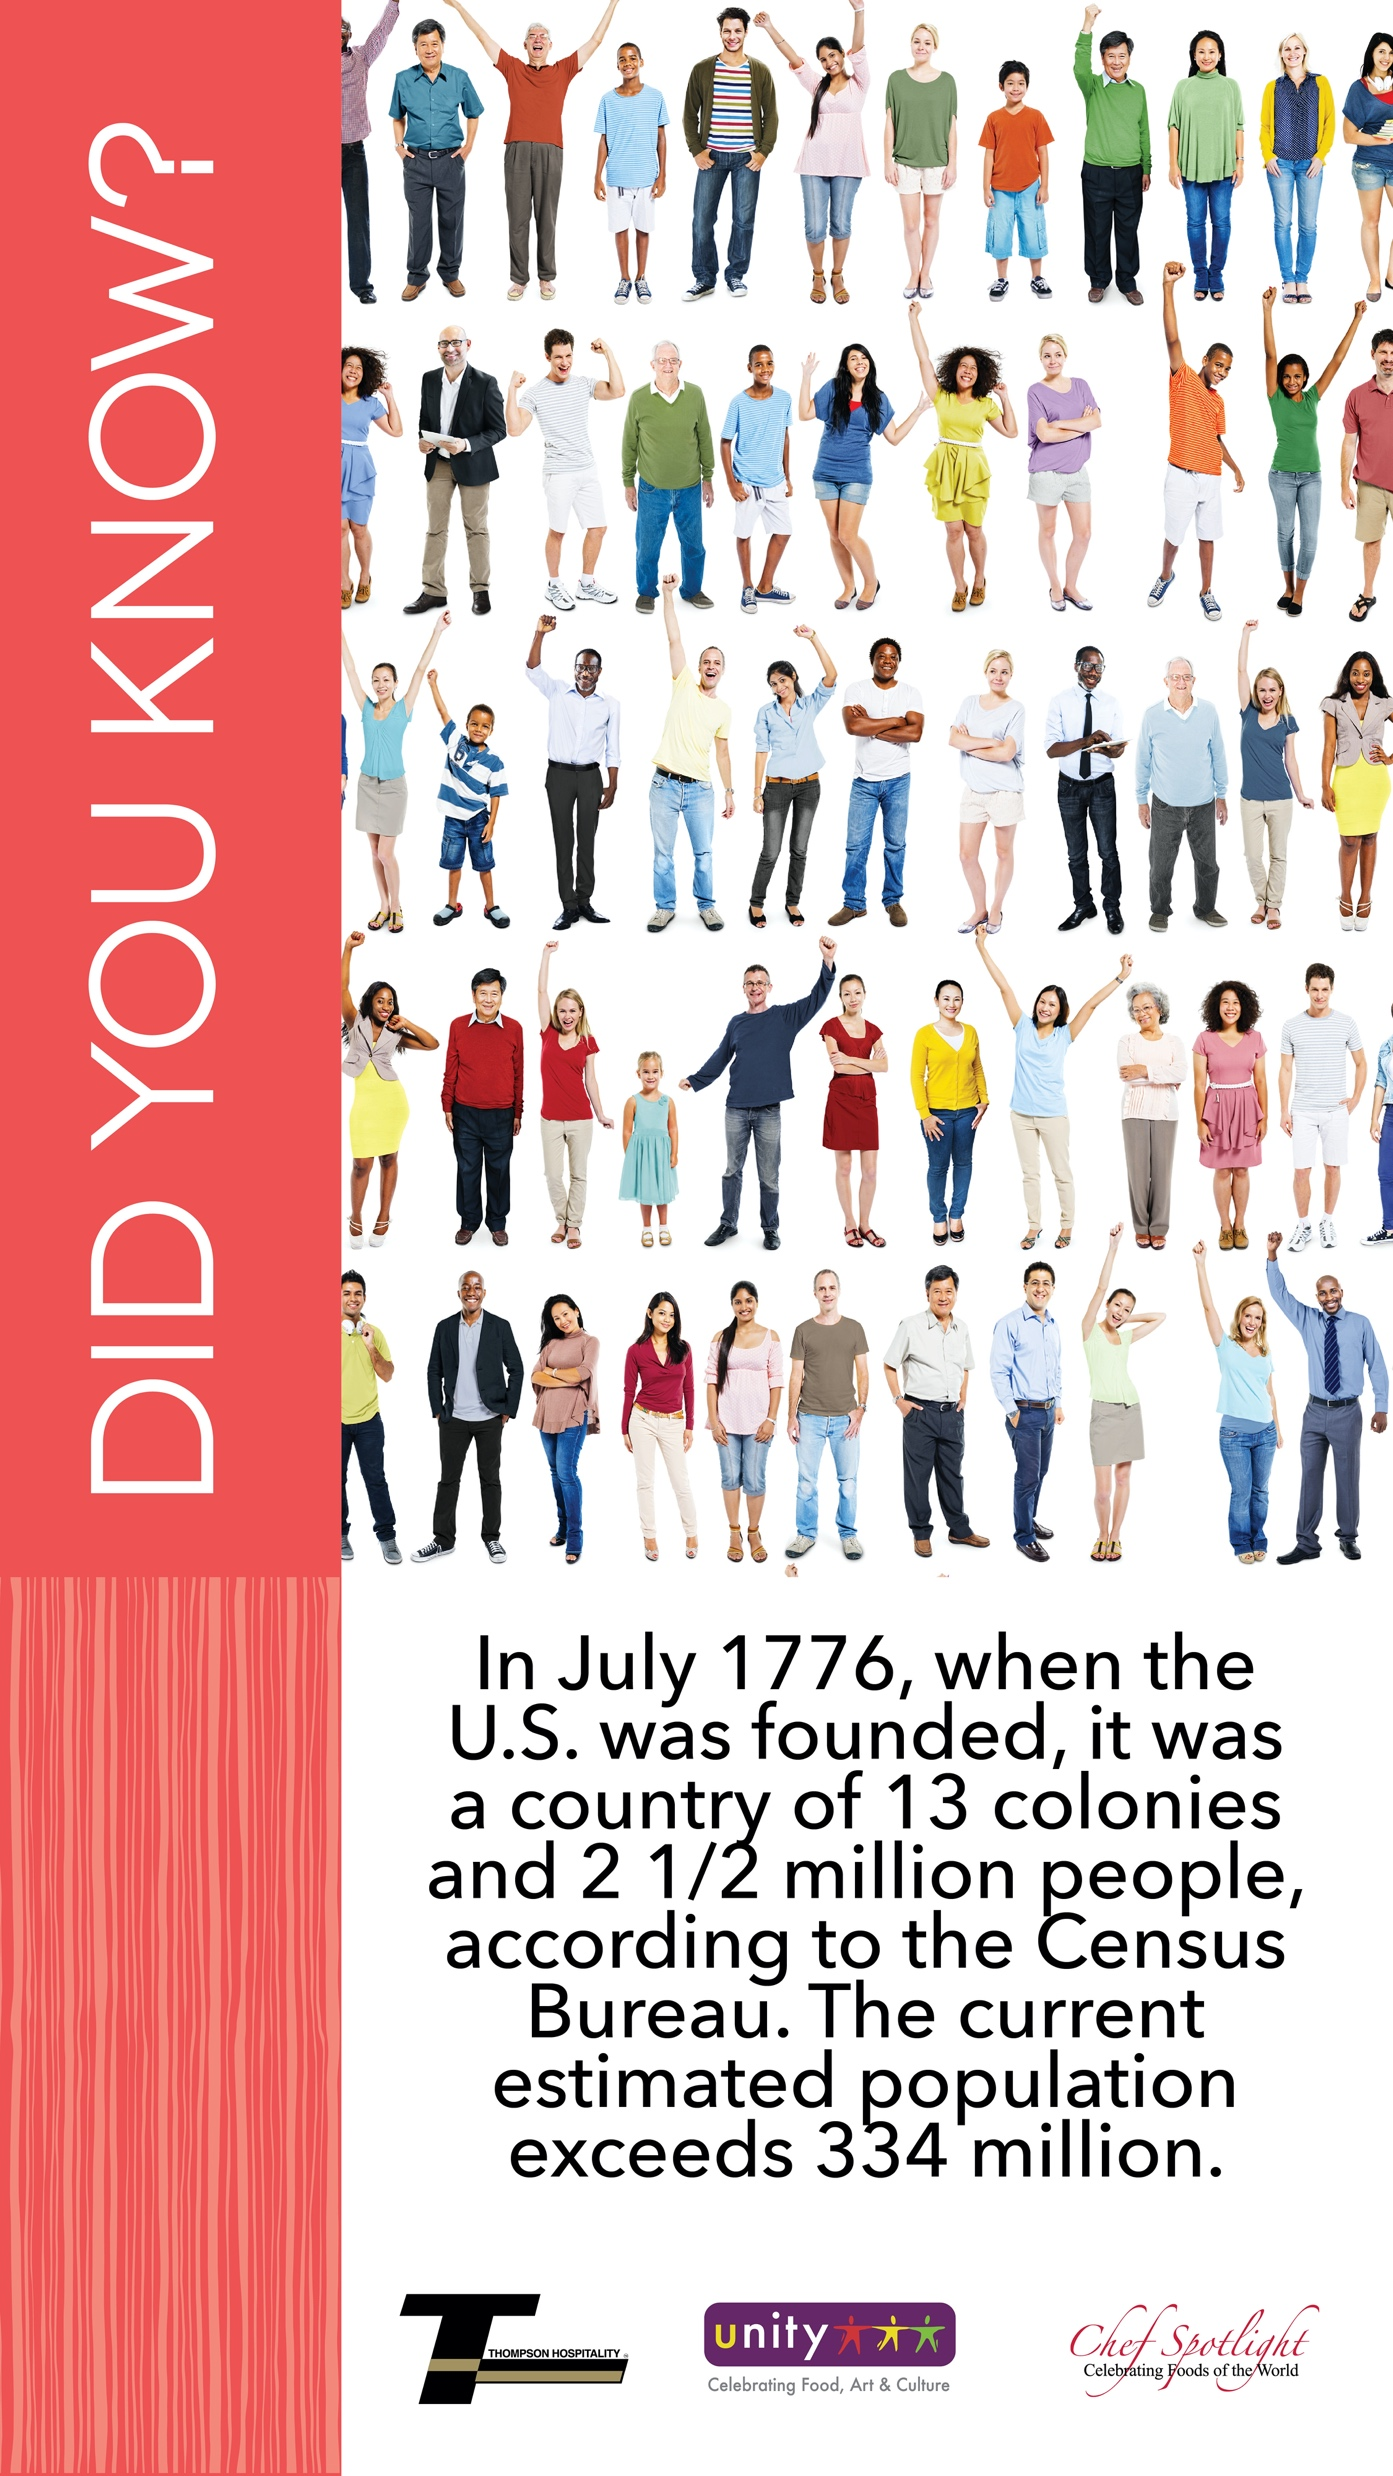 DID YOU KNOW?
In July 1776, when the
U.S. was founded, it was
a country of 13 colonies
and 2 1/2 million people,
according to the Census
Bureau. The current
estimated population
exceeds 334 million.
THOMPSON HOSPITALITY
unity
Celebrating Food, Art & Culture
Chef Spotlight
Celebrating Foods of the World